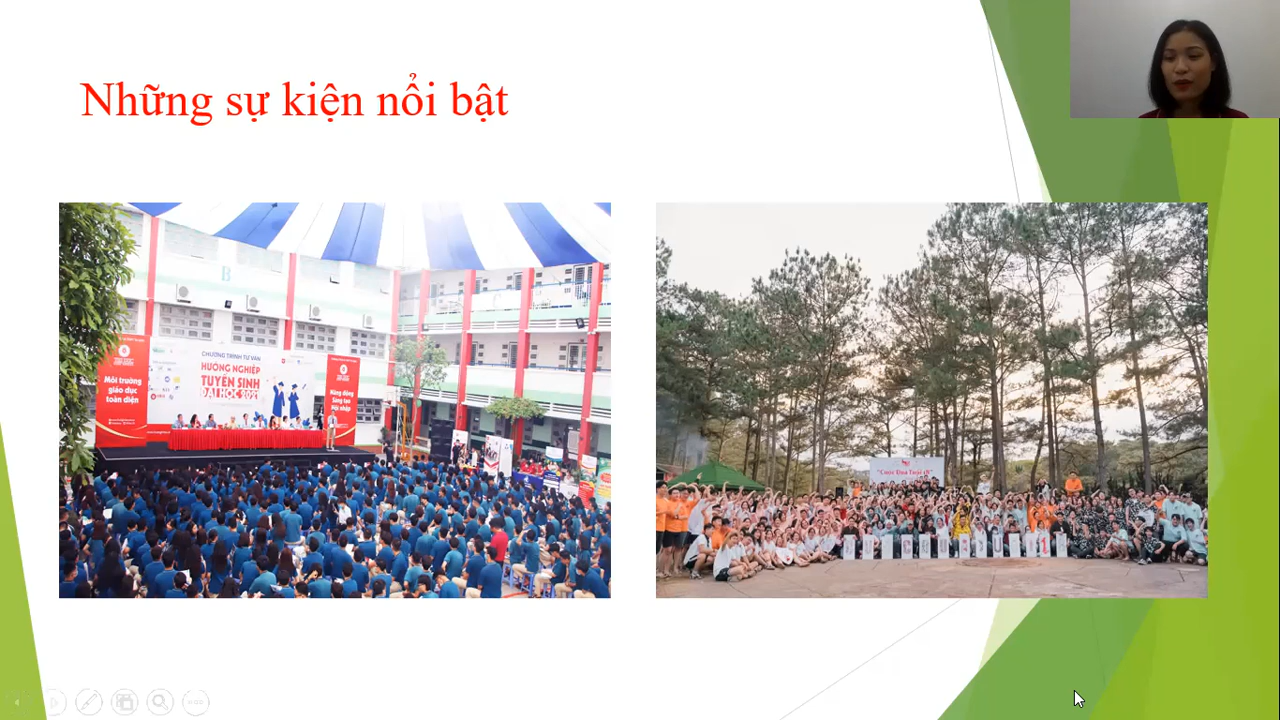 Những sự kiện nổi bật
CHƯƠNG TRÌNH TƯ VẤN
HƯỚNG NGHIỆP
TUYỂN SINH
ĐẠI HỌC 2021
Môi trường
giáo dục
toàn diện
Năng động
Sáng tạo
Hội nhập
B